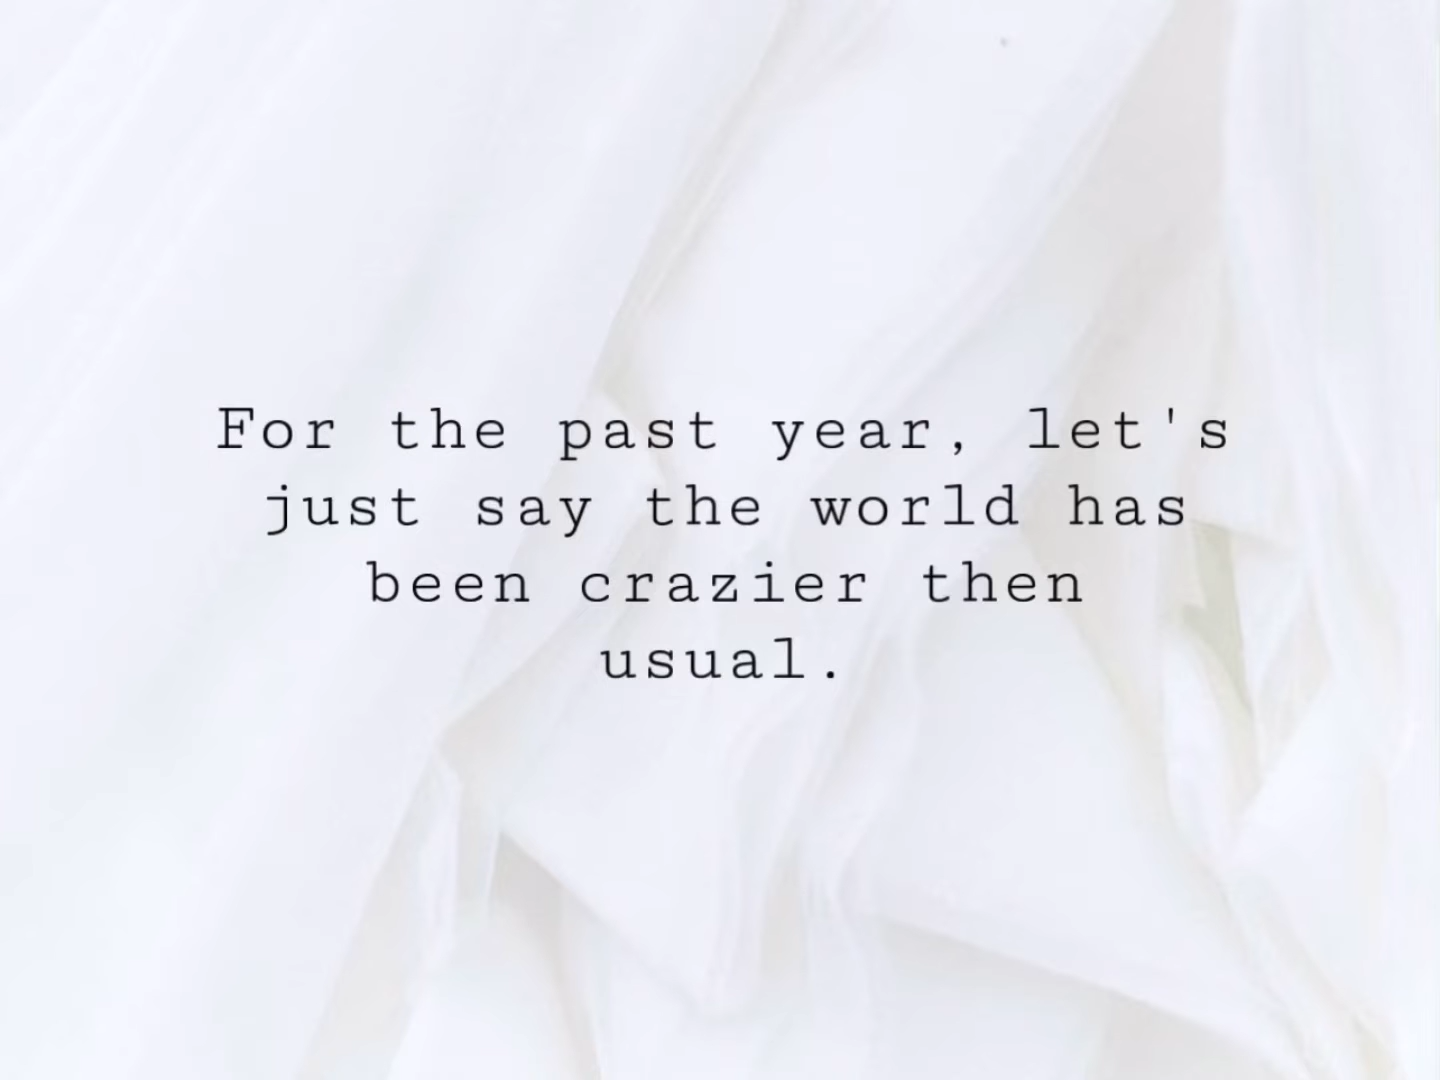 For the past year, let's
just say the world has
been crazier then
usual.